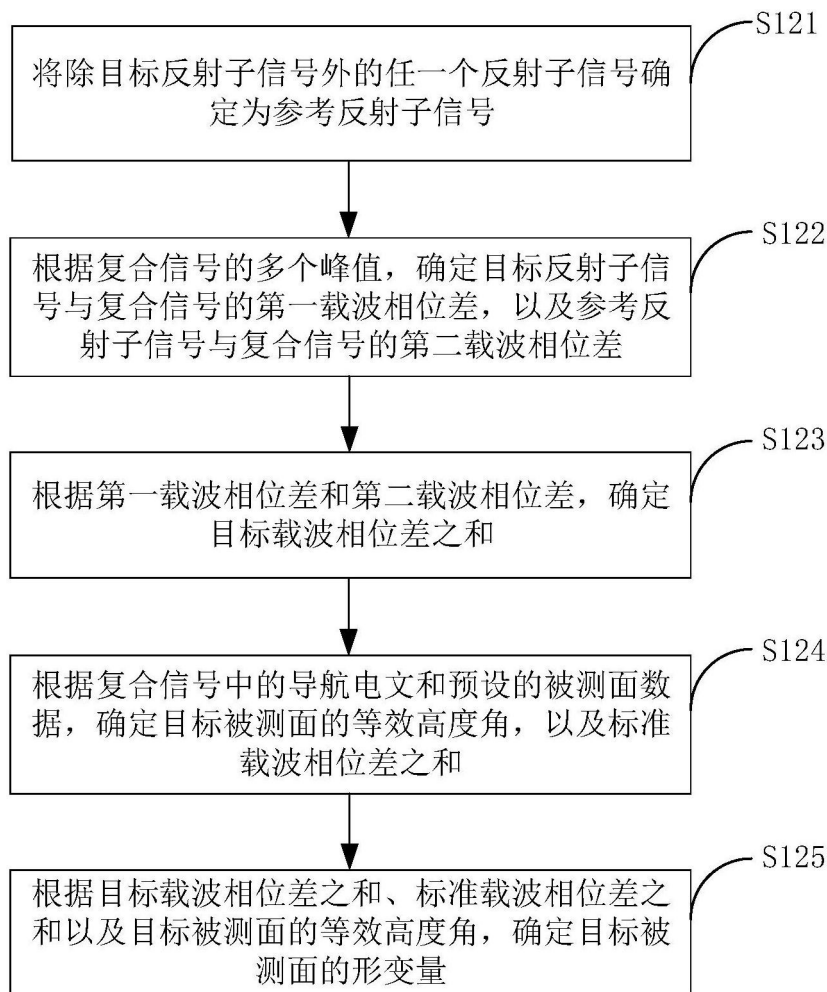 S121
将除目标反射子信号外的任一个反射子信号确
定为参考反射子信号
S122
根据复合信号的多个峰值，确定目标反射子信
号与复合信号的第一载波相位差，以及参考反
射子信号与复合信号的第二载波相位差
S123
根据第一载波相位差和第二载波相位差，确定
目标载波相位差之和
S124
根据复合信号中的导航电文和预设的被测面数
据，确定目标被测面的等效高度角，以及标准
载波相位差之和
S125
根据目标载波相位差之和、标准载波相位差之
和以及目标被测面的等效高度角，确定目标被
测面的形变量